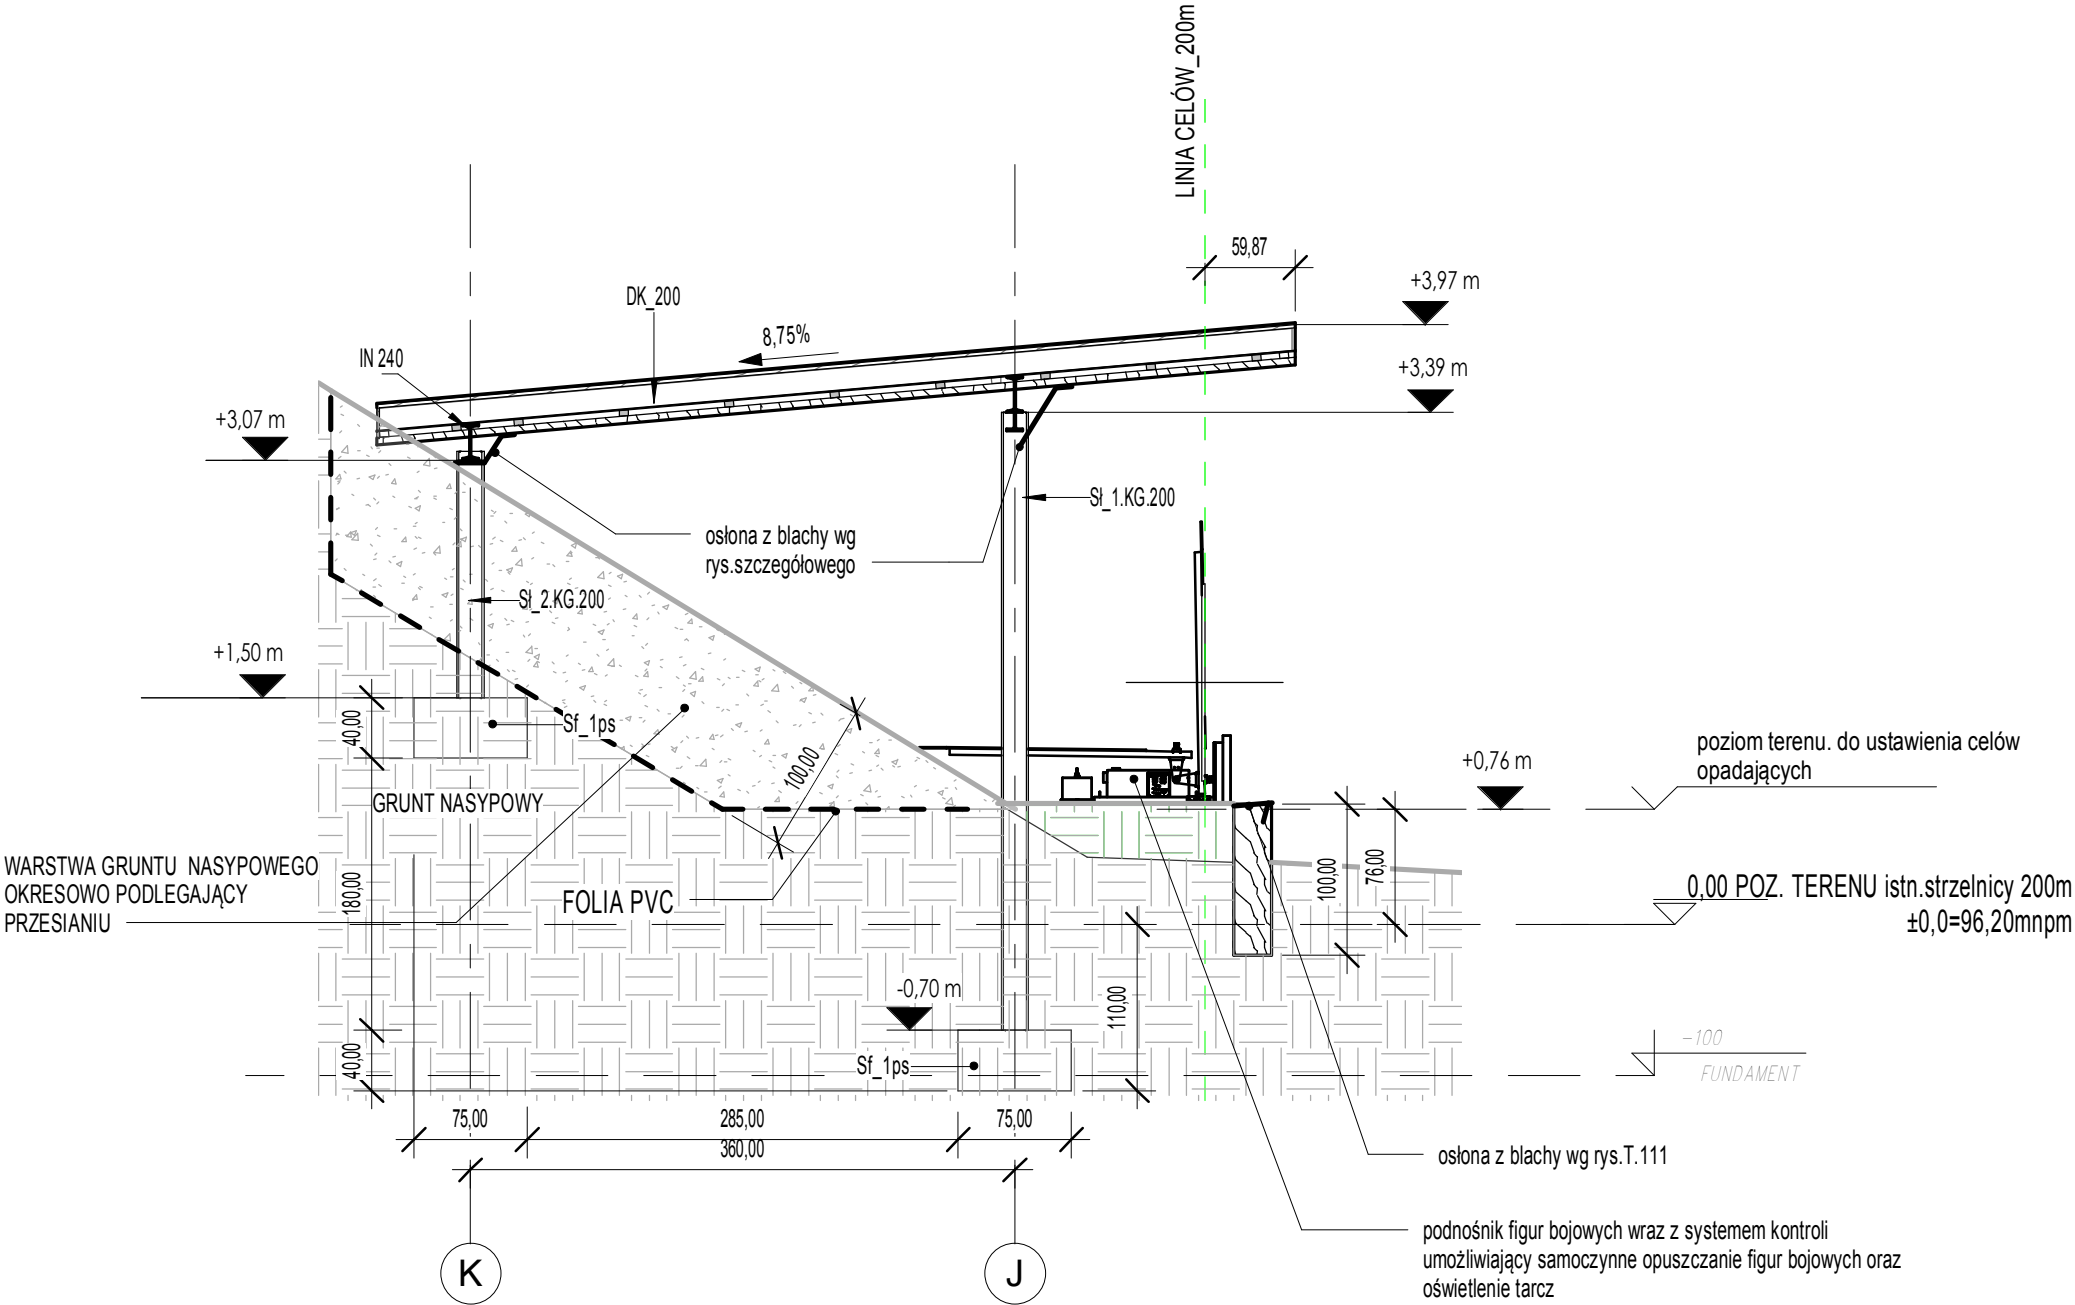 LINIA CELÓW_200m
59,87
+3,97 m
DK_200
8,75%
IN 240
+3,39 m
+3,07 m
Sł_1.KG.200
osłona z blachy wg
rys.szczegółowego
Sł_2.KG.200
+1,50 m
40,00
Sf_1ps
100,00
GRUNT NASYPOWY
+0,76 m
poziom terenu. do ustawienia celów
opadających
WARSTWA GRUNTU NASYPOWEGO
OKRESOWO PODLEGAJĄCY
PRZESIANIU
180,00
FOLIA PVC
100,00
76,00
0,00 POZ. TERENU istn.strzelnicy 200m
±0,0=96,20mnpm
-0,70 m
110,00
40,00
Sf_1ps
-100
FUNDAMENT
75,00
285,00
75,00
360,00
osłona z blachy wg rys.T.111
podnośnik figur bojowych wraz z systemem kontroli
umożliwiający samoczynne opuszczanie figur bojowych oraz
oświetlenie tarcz
K
J